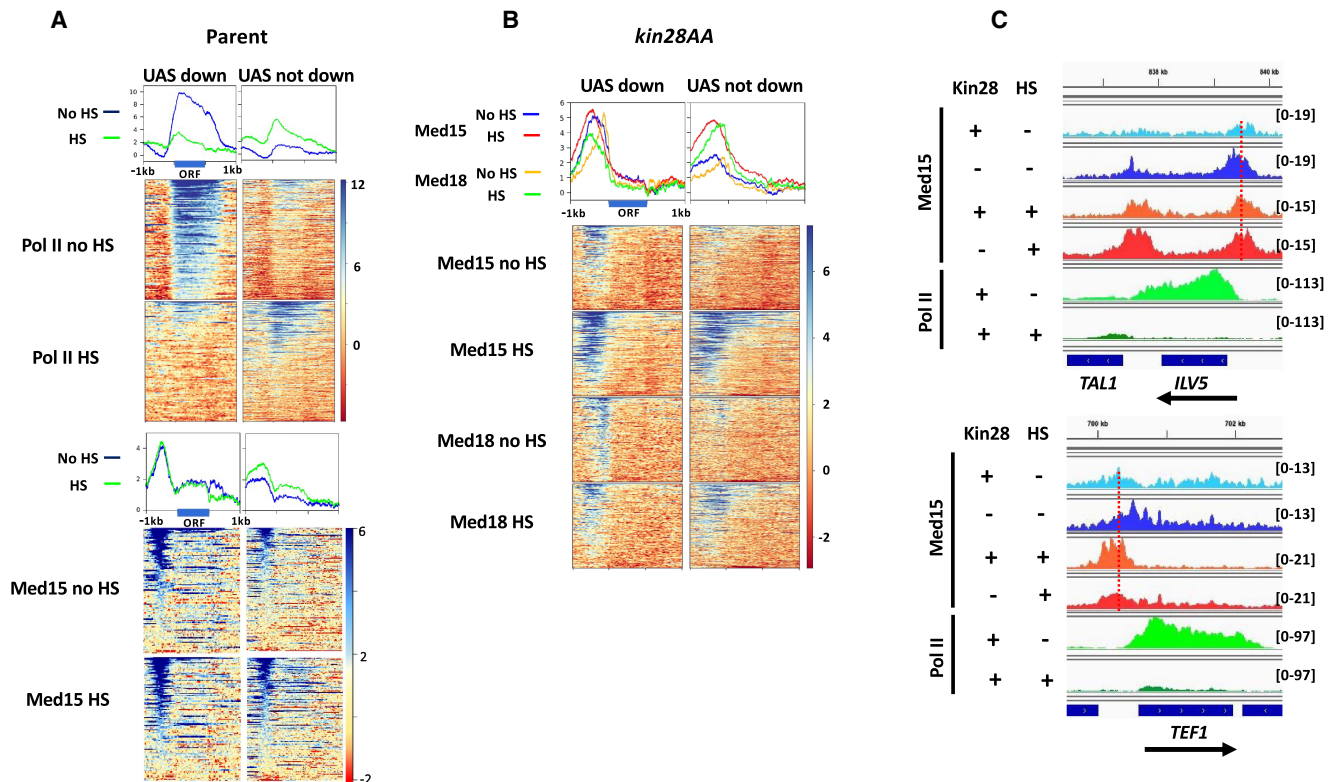 A
Parent
UAS down UAS not down
No HS
HS
10
8
6
4
2
0
-1kb ORF 1kb
Pol II no HS
Pol II HS
12
6
0
No HS
HS
4
2
0
-1kb ORF 1kb
Med15 no HS
Med15 HS
6
2
-2
B
kin28AA
UAS down UAS not down
Med15 No HS
HS
Med18 No HS
HS
6
5
4
3
2
1
0
-1kb ORF 1kb
Med15 no HS
Med15 HS
Med18 no HS
Med18 HS
6
4
2
0
-2
C
838 kb 840 kb
Kin28 HS
Med15
+ - [0-19]
- - [0-19]
+ + [0-15]
- + [0-15]
Pol II
+ - [0-113]
+ + [0-113]
TAL1 ILV5
700 kb 702 kb
Kin28 HS
Med15
+ - [0-13]
- - [0-13]
+ + [0-21]
- + [0-21]
Pol II
+ - [0-97]
+ + [0-97]
TEF1